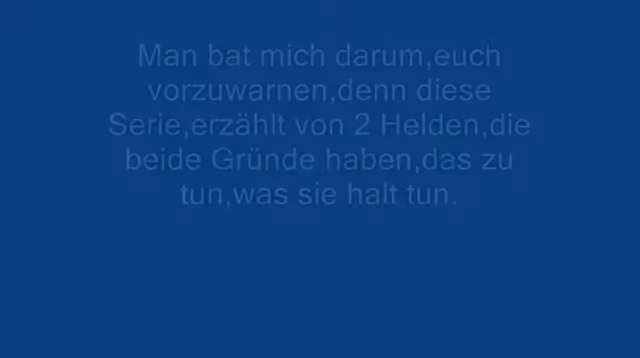 Man bat mich darum,euch
vorzuwarnen,denn diese
Serie,erzählt von 2 Helden,die
beide Gründe haben,das zu
tun,was sie halt tun.